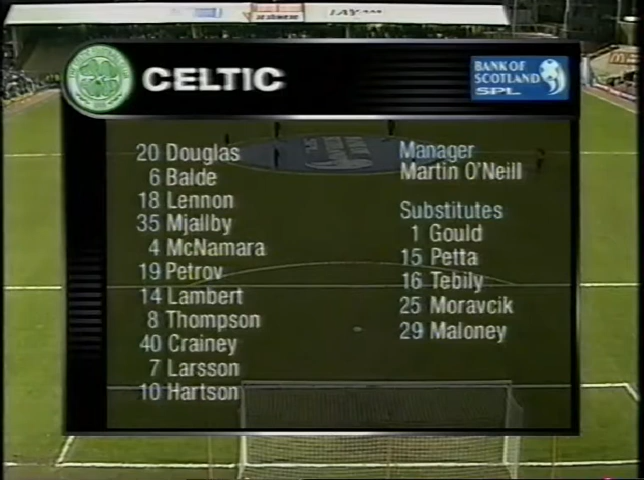 CELTIC
BANK OF
SCOTLAND
SPL
20 Douglas
6 Balde
18 Lennon
35 Mjallby
4 McNamara
19 Petrov
14 Lambert
8 Thompson
40 Crainey
7 Larsson
10 Hartson
Manager
Martin O'Neill
Substitutes
1 Gould
15 Petta
16 Tebily
25 Moravcik
29 Maloney